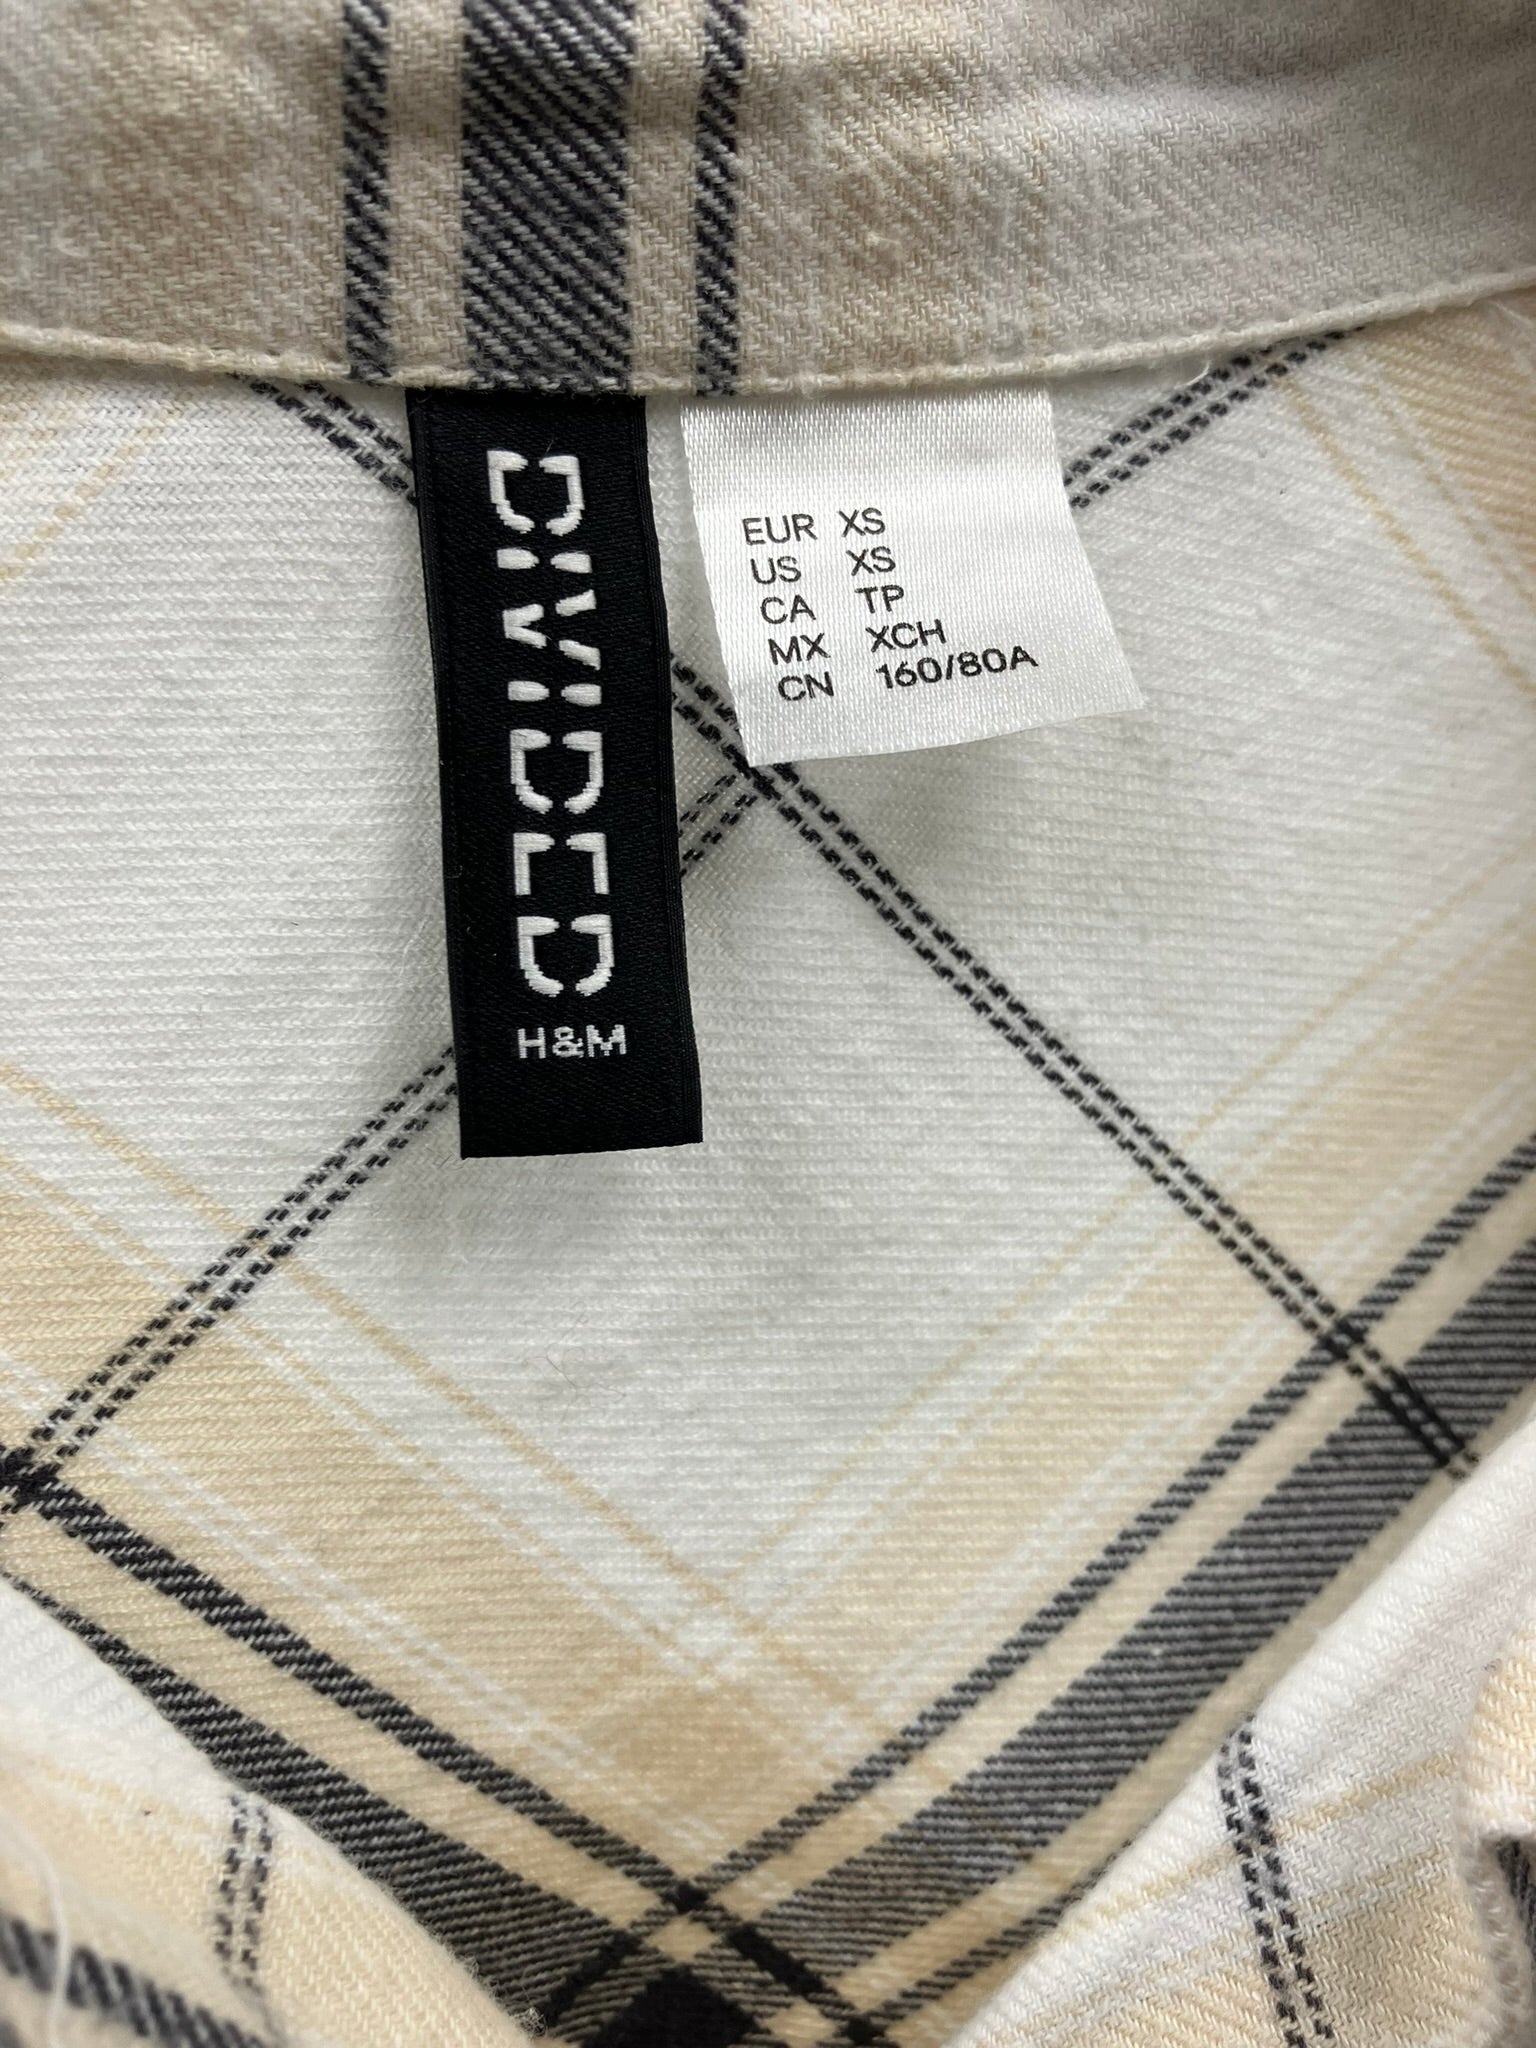 DIVIDED
H&M
EUR XS
US XS
CA TP
MX XCH
CN 160/80A